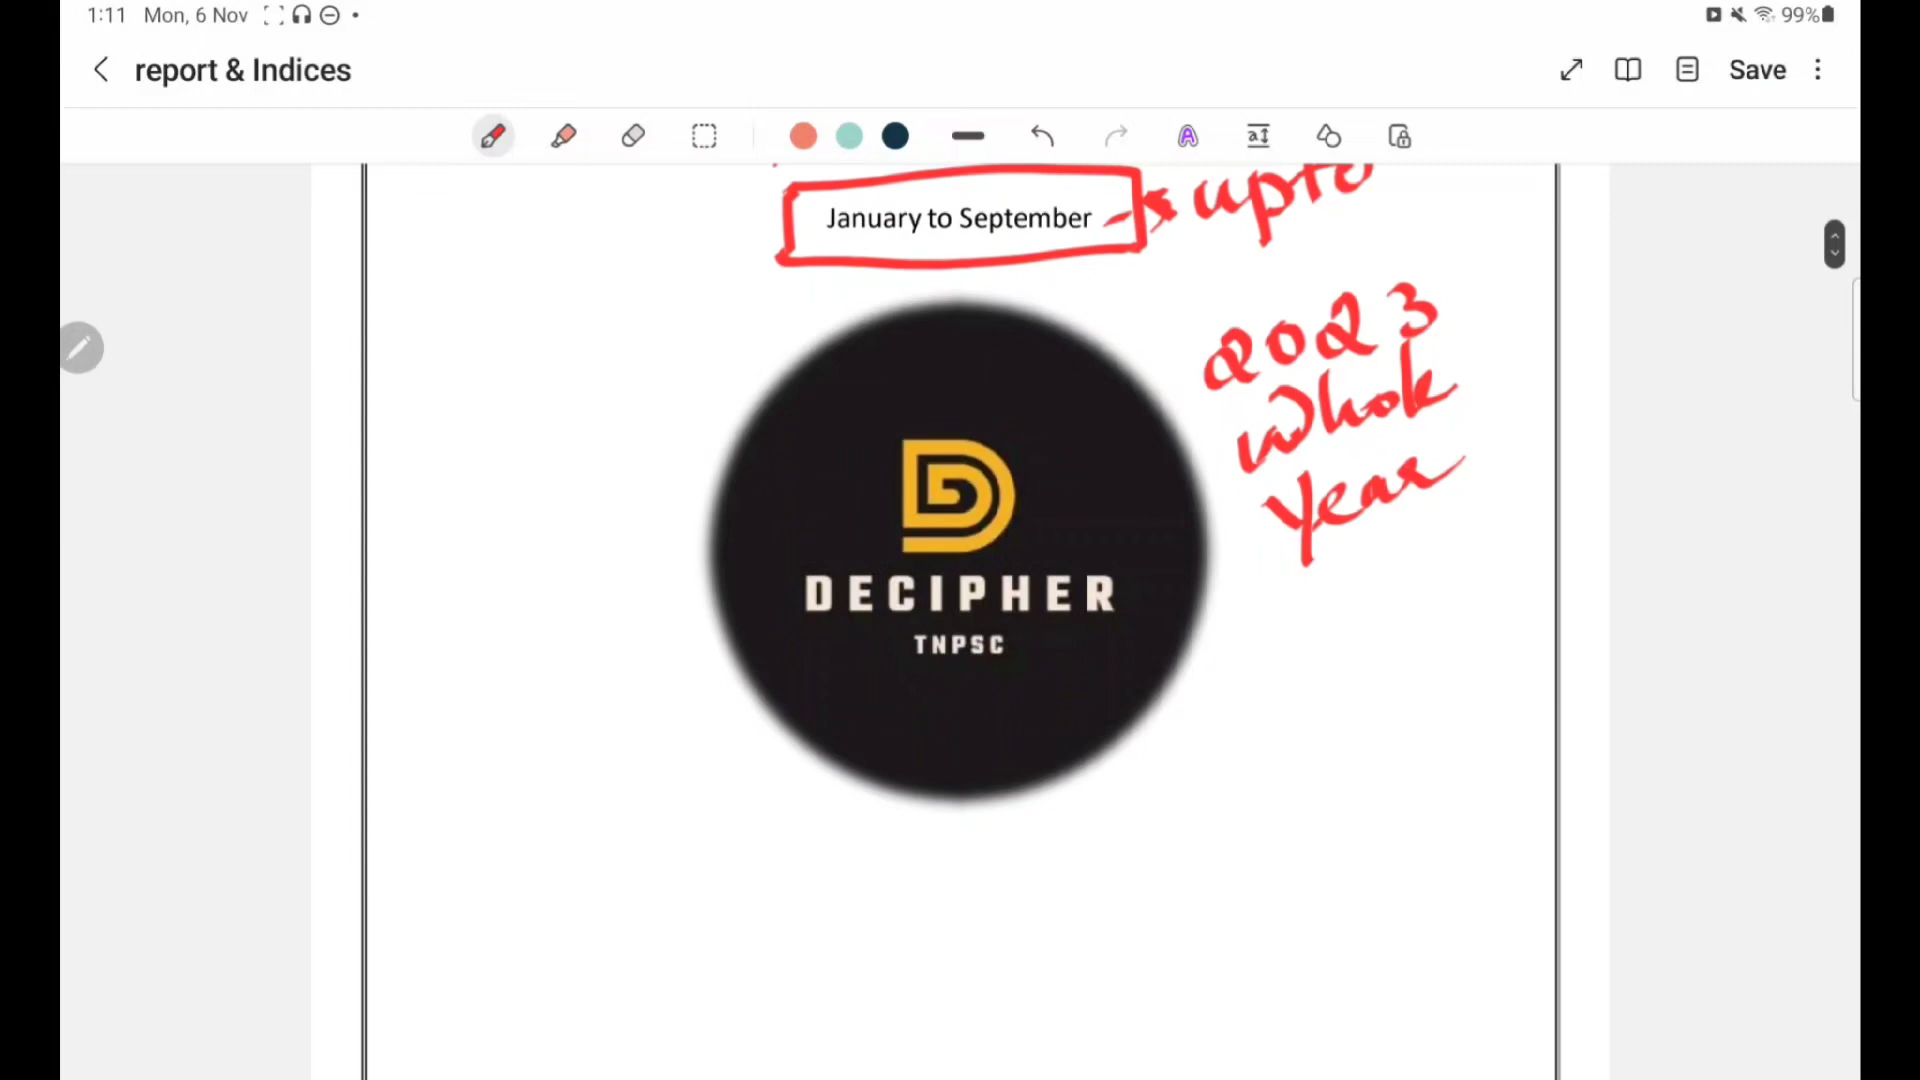 1:11 Mon, 6 Nov
99%
report & Indices
Save
January to September
upto
2023
Whole
Year
DECIPHER
TNPSC